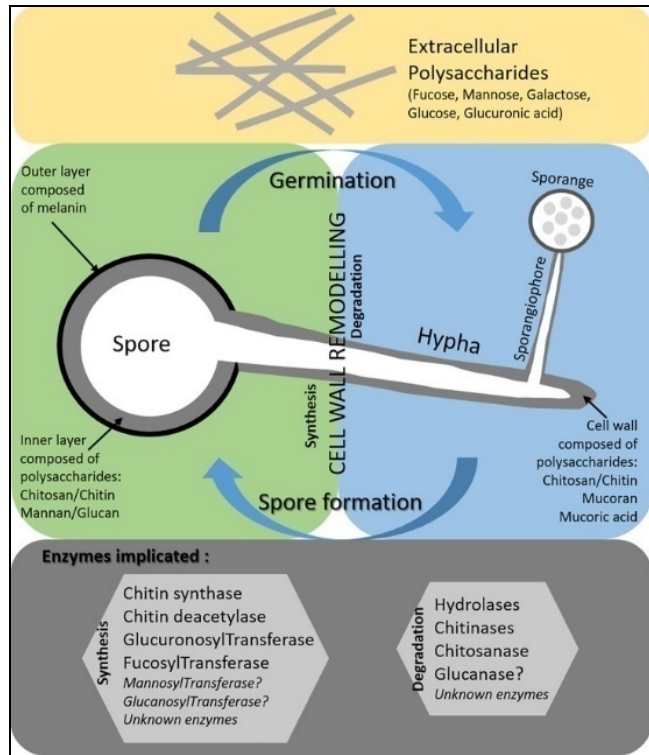 Extracellular
Polysaccharides
(Fucose, Mannose, Galactose,
Glucose, Glucuronic acid)
Outer layer
composed
of melanin
Germination
Sporange
Spore
CELL WALL REMODELLING
Degradation
Synthesis
Hypha
Sporangiophore
Inner layer
composed of
polysaccharides:
Chitosan/Chitin
Mannan/Glucan
Cell wall
composed of
polysaccharides:
Chitosan/Chitin
Mucoran
Mucoric acid
Spore formation
Enzymes implicated :
Synthesis
Chitin synthase
Chitin deacetylase
GlucuronosylTransferase
FucosylTransferase
MannosylTransferase?
GlucanosylTransferase?
Unknown enzymes
Degradation
Hydrolases
Chitinases
Chitosanase
Glucanase?
Unknown enzymes